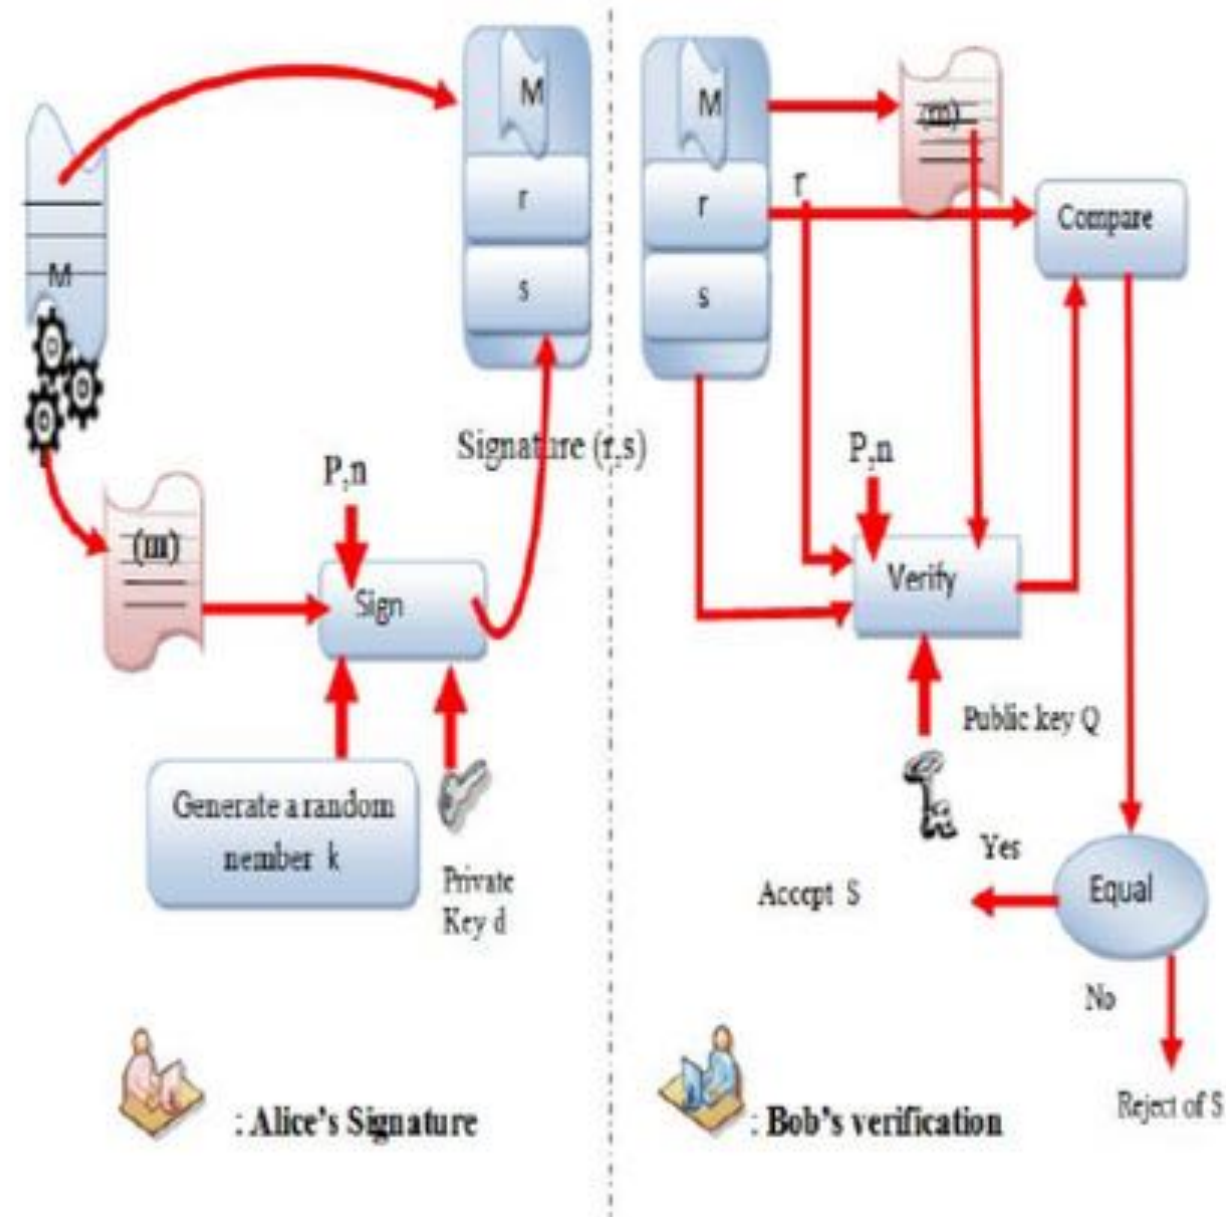 M
M
r
s
(m)
P,n
Signature (r,s)
Sign
Generate a random
nember k
Private
Key d
: Alice's Signature
M
r
s
(m)
r
Compare
P,n
Verify
Public key Q
Yes
Accept S
Equal
No
Reject of S
: Bob's verification